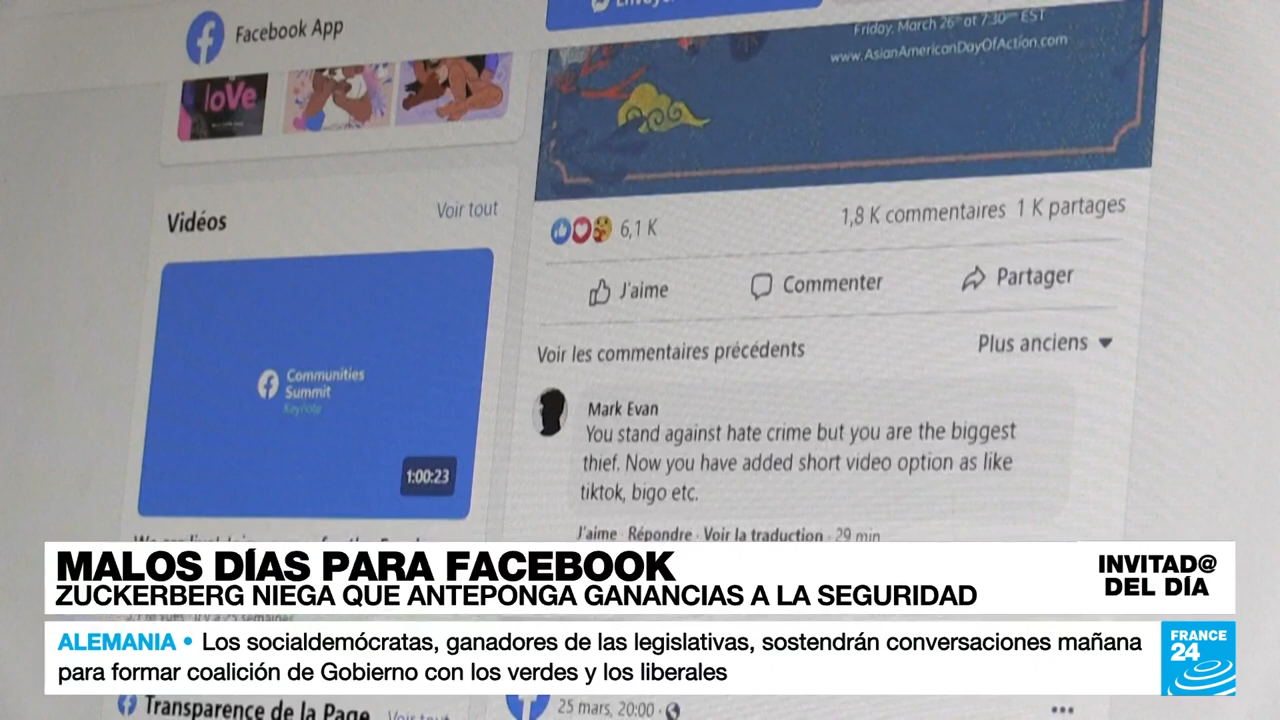 Facebook App
Friday, March 26th at 7:30 EST
www.AsianAmericanDayOfAction.com
love
Vidéos
Voir tout
6,1 K
1,8 K commentaires 1 K partages
J'aime
Commenter
Partager
Voir les commentaires précédents
Plus anciens
Communities
Summit
Keynote
1:00:23
Mark Evan
You stand against hate crime but you are the biggest
thief. Now you have added short video option as like
tiktok, bigo etc.
J'aime · Répondre · Voir la traduction · 29 min
MALOS DÍAS PARA FACEBOOK
ZUCKERBERG NIEGA QUE ANTEPONGA GANANCIAS A LA SEGURIDAD
INVITAD@
DEL DÍA
ALEMANIA • Los socialdemócratas, ganadores de las legislativas, sostendrán conversaciones mañana
para formar coalición de Gobierno con los verdes y los liberales
FRANCE
24
Transparence de la Page
Voir tout
25 mars, 20:00 ·